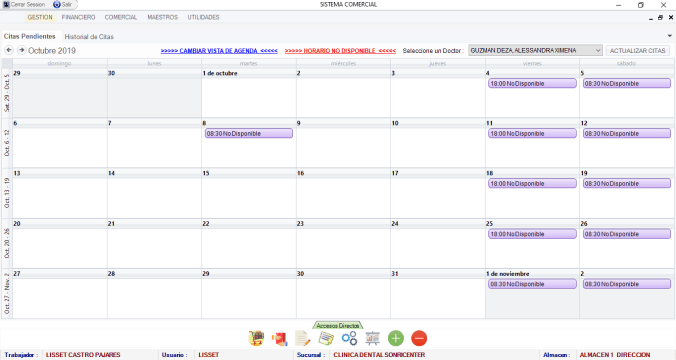 Cerrar Session Salir SISTEMA COMERCIAL
GESTION FINANCIERO COMERCIAL MAESTROS UTILIDADES
Citas Pendientes Historial de Citas
Octubre 2019 >>>>> CAMBIAR VISTA DE AGENDA <<<<< >>>>> HORARIO NO DISPONIBLE <<<<< Seleccione un Doctor : GUZMAN DEZA, ALESSANDRA XIMENA ACTUALIZAR CITAS
domingo lunes martes miércoles jueves viernes sábado
Set. 29 - Oct. 5
29 30 1 de octubre 2 3 4 5
18:00 NoDisponible 08:30 NoDisponible
Oct. 6 - 12
6 7 8 9 10 11 12
08:30 NoDisponible 18:00 NoDisponible 08:30 NoDisponible
Oct. 13 - 19
13 14 15 16 17 18 19
18:00 NoDisponible 08:30 NoDisponible
Oct. 20 - 26
20 21 22 23 24 25 26
18:00 NoDisponible 08:30 NoDisponible
Oct. 27 - Nov. 2
27 28 29 30 31 1 de noviembre 2
08:30 NoDisponible 08:30 NoDisponible
Accesos Directos
Trabajador : LISSET CASTRO PAJARES Usuario : LISSET Sucursal : CLINICA DENTAL SONRICENTER Almacen : ALMACEN 1 DIRECCION